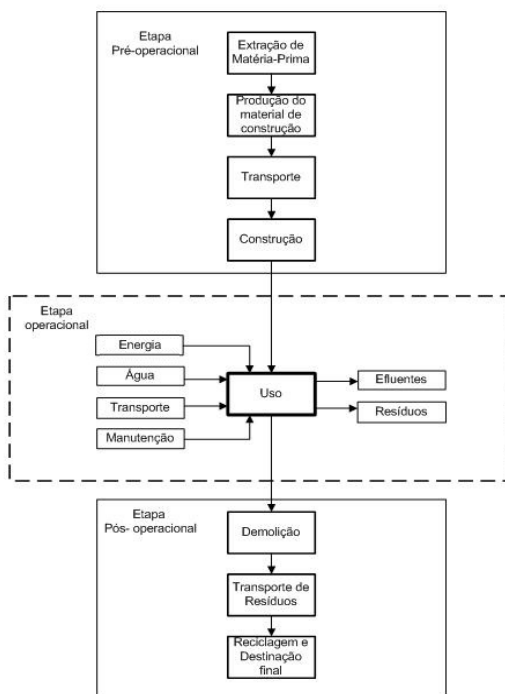 Etapa
Pré-operacional
Extração de
Matéria-Prima
Produção do
material de
construção
Transporte
Construção
Etapa
operacional
Energia
Água
Transporte
Manutenção
Uso
Efluentes
Resíduos
Etapa
Pós- operacional
Demolição
Transporte de
Resíduos
Reciclagem e
Destinação
final